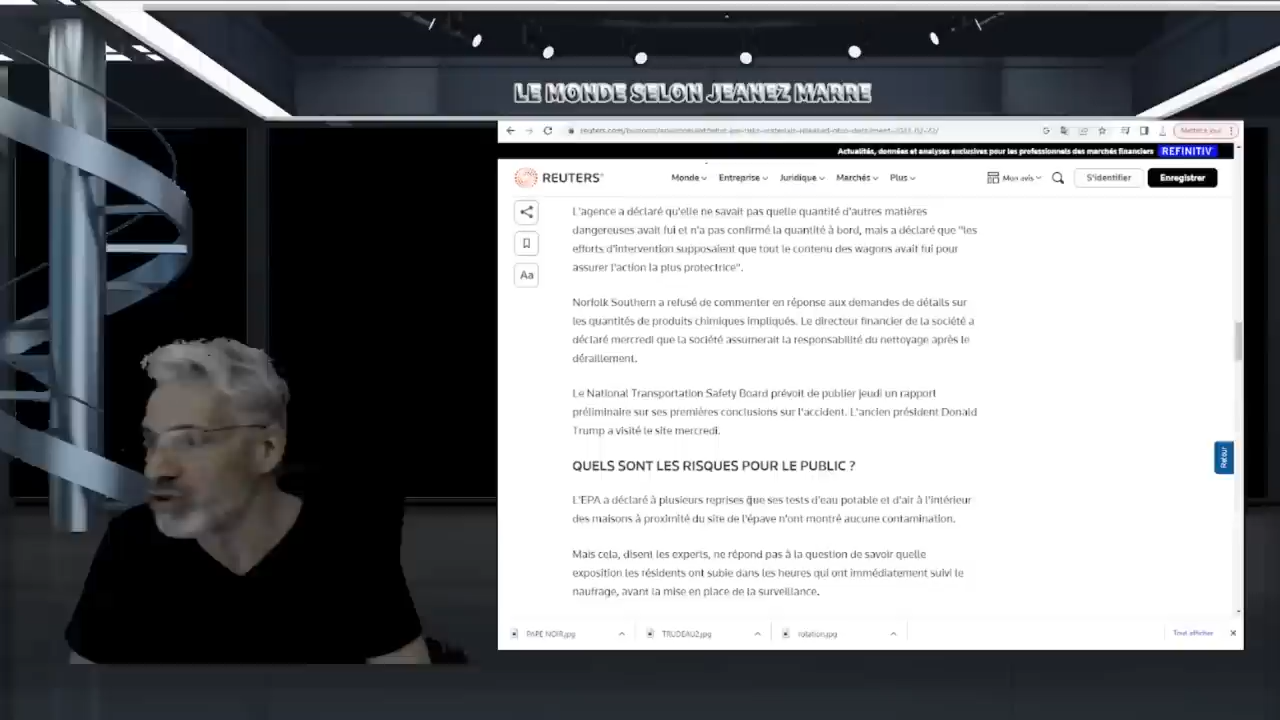 LE MONDE SELON JEANEZ MARRE
Mettre à jour
Actualités, données et analyses exclusives pour les professionnels des marchés financiers REFINITIV
REUTERS
Monde Entreprise Juridique Marchés Plus Mon avis S'identifier Enregistrer
L'agence a déclaré qu'elle ne savait pas quelle quantité d'autres matières
dangereuses avait fui et n'a pas confirmé la quantité à bord, mais a déclaré que "les
efforts d'intervention supposaient que tout le contenu des wagons avait fui pour
assurer l'action la plus protectrice".
Aa
Norfolk Southern a refusé de commenter en réponse aux demandes de détails sur
les quantités de produits chimiques impliqués. Le directeur financier de la société a
déclaré mercredi que la société assumerait la responsabilité du nettoyage après le
déraillement.
Le National Transportation Safety Board prévoit de publier jeudi un rapport
préliminaire sur ses premières conclusions sur l'accident. L'ancien président Donald
Trump a visité le site mercredi.
Retour
QUELS SONT LES RISQUES POUR LE PUBLIC ?
L'EPA a déclaré à plusieurs reprises que ses tests d'eau potable et d'air à l'intérieur
des maisons à proximité du site de l'épave n'ont montré aucune contamination.
Mais cela, disent les experts, ne répond pas à la question de savoir quelle
exposition les résidents ont subie dans les heures qui ont immédiatement suivi le
naufrage, avant la mise en place de la surveillance.
PAPE NOIR.jpg TRUDEAU2.jpg rotation.jpg Tout afficher